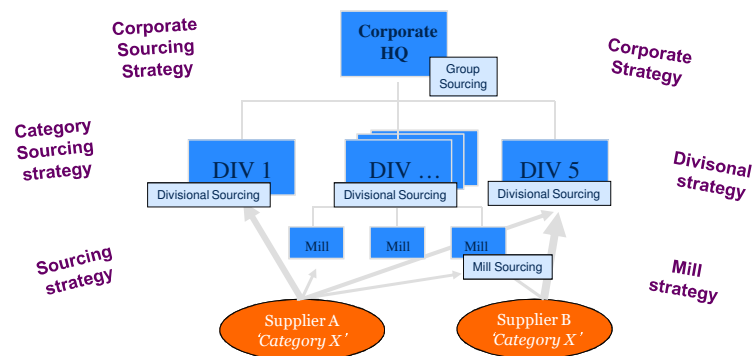 Corporate
Sourcing
Strategy
Corporate
HQ
Group
Sourcing
Corporate
Strategy
Category
Sourcing
strategy
DIV 1
Divisional Sourcing
DIV …
Divisional Sourcing
DIV 5
Divisional Sourcing
Divisonal
strategy
Sourcing
strategy
Mill
Mill
Mill
Mill Sourcing
Mill
strategy
Supplier A
‘Category X’
Supplier B
‘Category X’